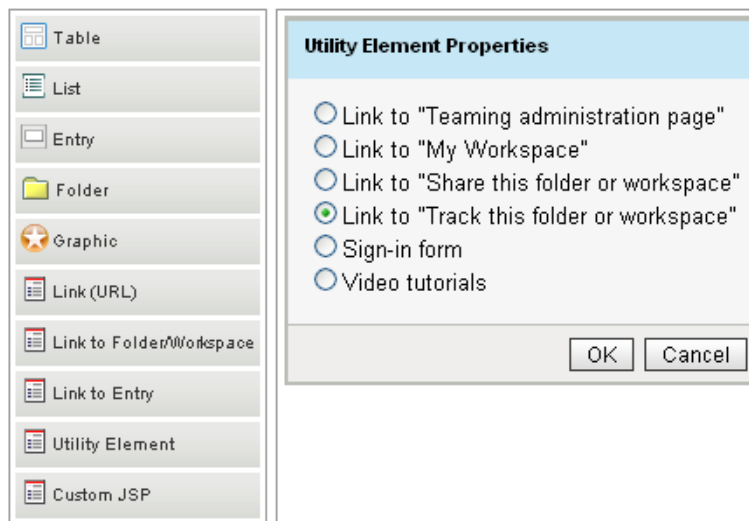 Table
List
Entry
Folder
Graphic
Link (URL)
Link to Folder/Workspace
Link to Entry
Utility Element
Custom JSP
Utility Element Properties
Link to "Teaming administration page"
Link to "My Workspace"
Link to "Share this folder or workspace"
Link to "Track this folder or workspace"
Sign-in form
Video tutorials
OK Cancel